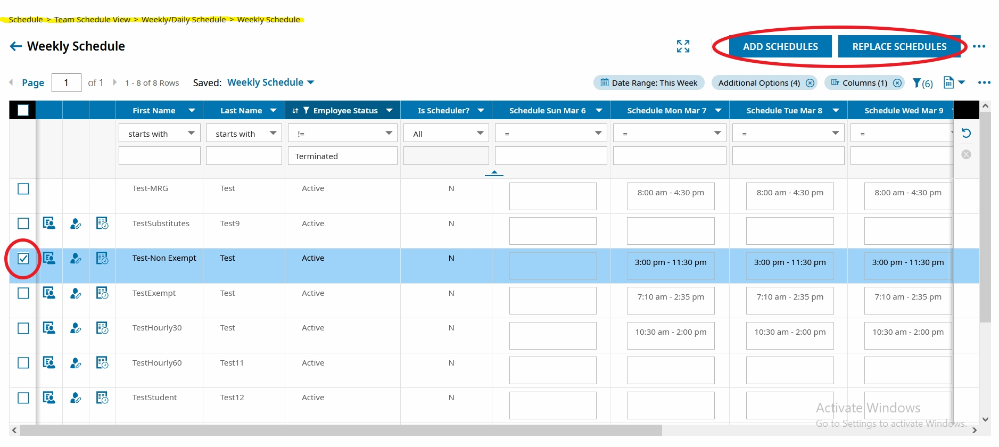 Schedule > Team Schedule View > Weekly/Daily Schedule > Weekly Schedule
Weekly Schedule
ADD SCHEDULES REPLACE SCHEDULES
Page 1 of 1 1 - 8 of 8 Rows Saved: Weekly Schedule
Date Range: This Week Additional Options (4) Columns (1) (6)
First Name Last Name Employee Status Is Scheduler? Schedule Sun Mar 6 Schedule Mon Mar 7 Schedule Tue Mar 8 Schedule Wed Mar 9
starts with starts with != All = = = =
Terminated
Test-MRG Test Active N 8:00 am - 4:30 pm 8:00 am - 4:30 pm 8:00 am - 4:30 pm
TestSubstitutes Test9 Active N
Test-Non Exempt Test Active N 3:00 pm - 11:30 pm 3:00 pm - 11:30 pm 3:00 pm - 11:30 pm
TestExempt Test Active N 7:10 am - 2:35 pm 7:10 am - 2:35 pm 7:10 am - 2:35 pm
TestHourly30 Test Active N 10:30 am - 2:00 pm 10:30 am - 2:00 pm 10:30 am - 2:00 pm
TestHourly60 Test11 Active N
TestStudent Test12 Active N
Activate Windows
Go to Settings to activate Windows.